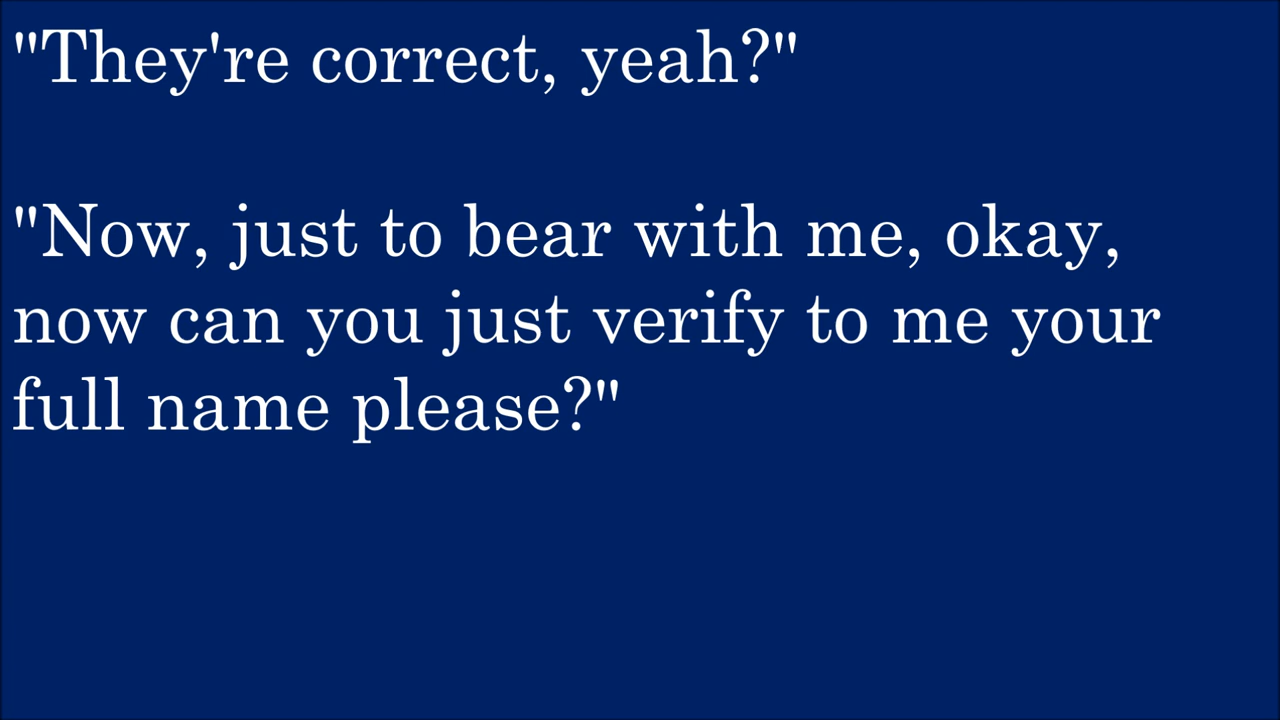 "They're correct, yeah?"
"Now, just to bear with me, okay,
now can you just verify to me your
full name please?"